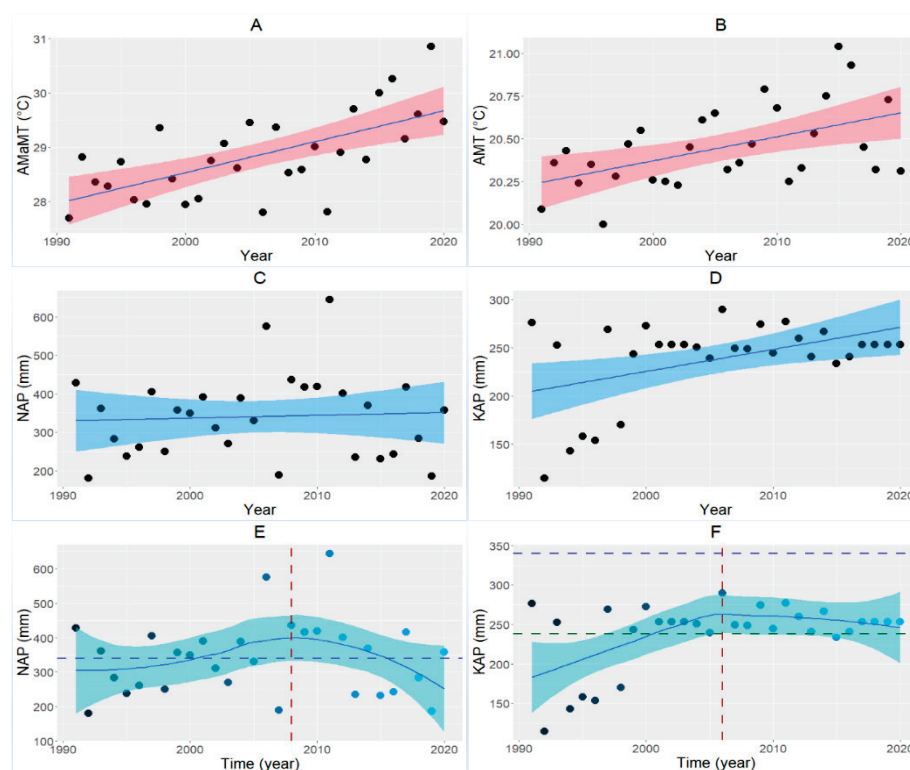 A
AMaMT (°C)
31
30
29
28
1990
2000
2010
2020
Year
B
AMT (°C)
21.00
20.75
20.50
20.25
20.00
1990
2000
2010
2020
Year
C
NAP (mm)
600
500
400
300
200
1990
2000
2010
2020
Year
D
KAP (mm)
300
250
200
150
1990
2000
2010
2020
Year
E
NAP (mm)
600
500
400
300
200
100
1990
2000
2010
2020
Time (year)
F
KAP (mm)
350
300
250
200
150
1990
2000
2010
2020
Time (year)